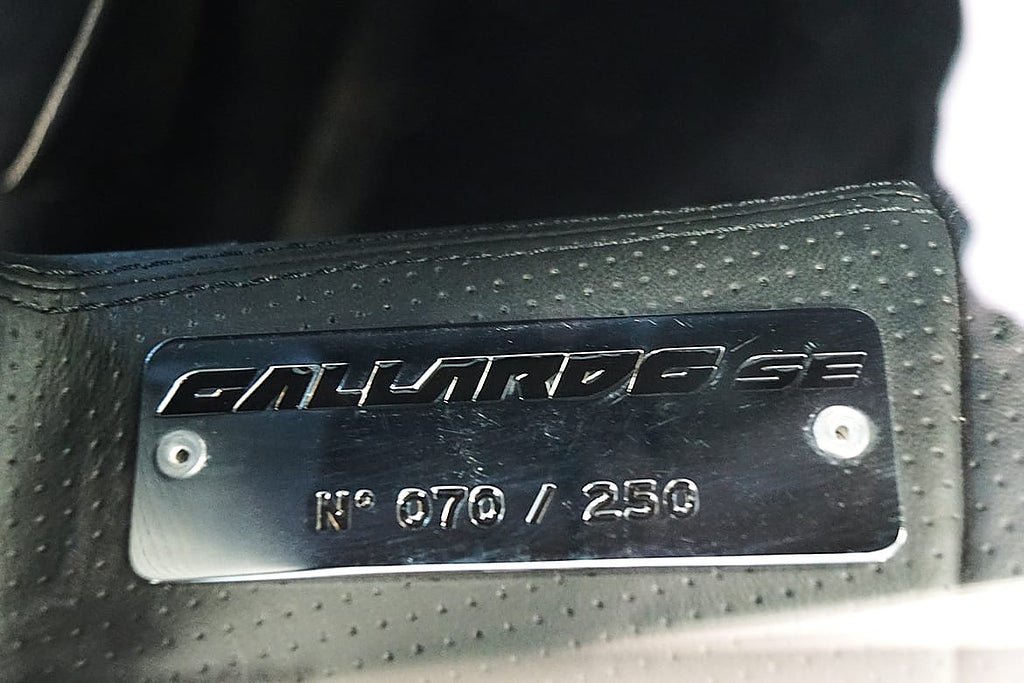 GALLARDO SE
N° 070 / 250